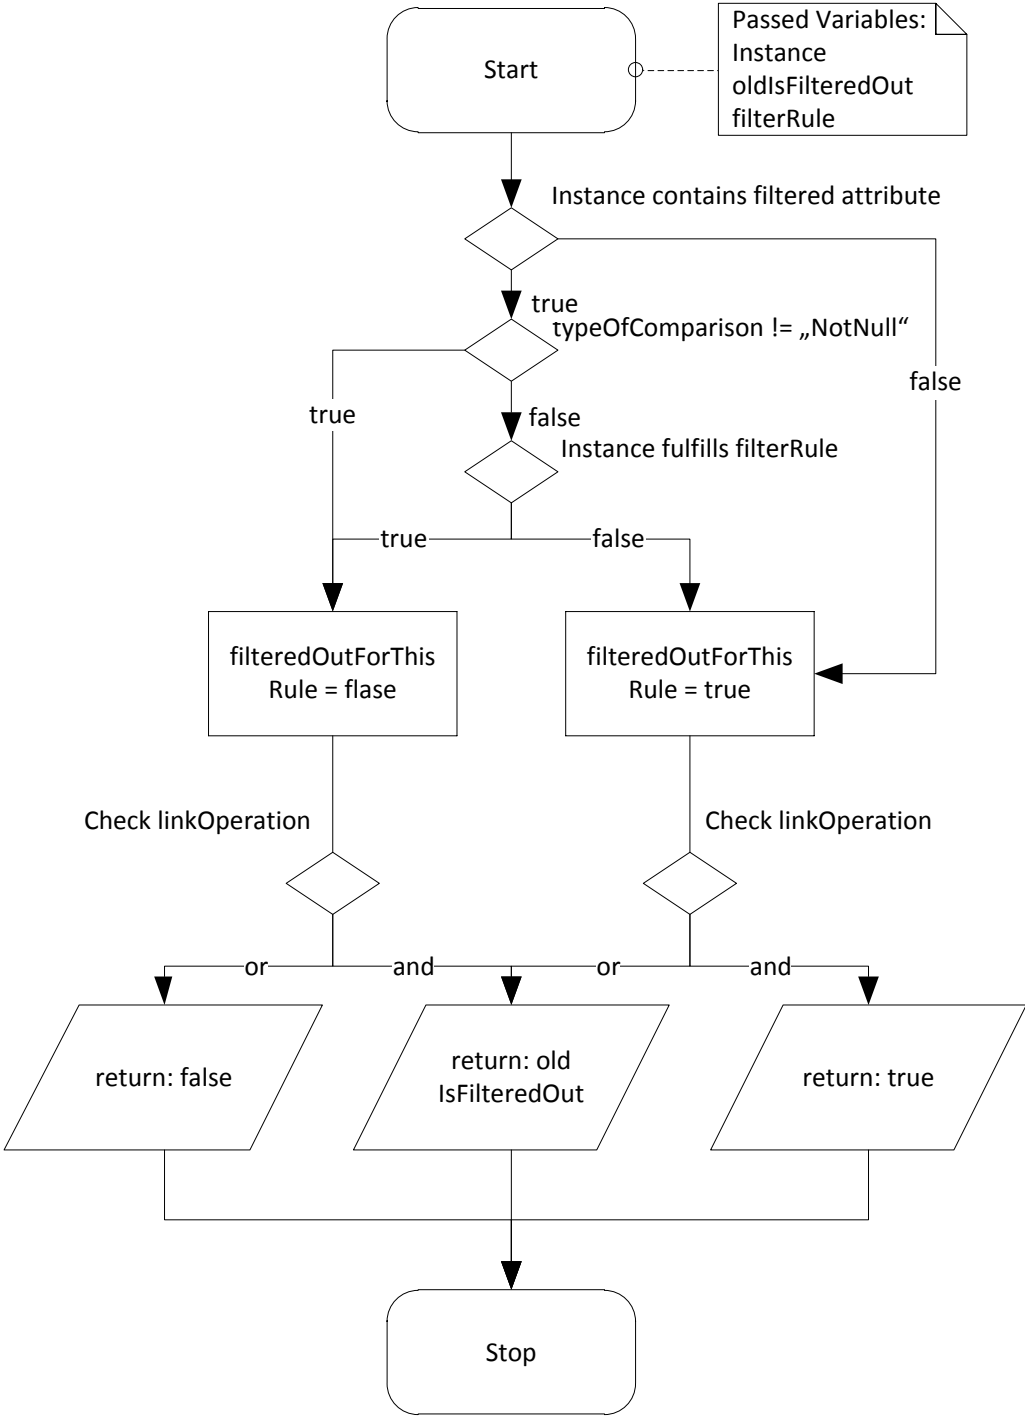 Passed Variables:
Instance
oldIsFilteredOut
filterRule
Start
Instance contains filtered attribute
true
typeOfComparison != „NotNull“
false
true
false
Instance fulfills filterRule
true
false
filteredOutForThis
Rule = flase
filteredOutForThis
Rule = true
Check linkOperation
Check linkOperation
or
and
or
and
return: false
return: old
IsFilteredOut
return: true
Stop